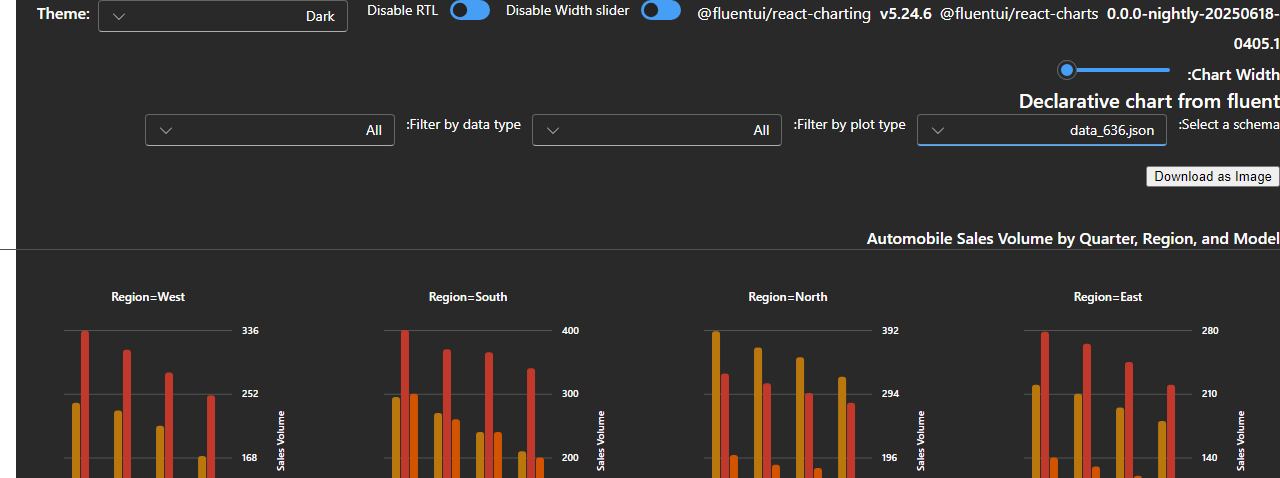 Theme: Dark Disable RTL Disable Width slider @fluentui/react-charting v5.24.6 @fluentui/react-charts 0.0.0-nightly-20250618-
0405.1
:Chart Width
Declarative chart from fluent
All :Filter by data type All :Filter by plot type data_636.json :Select a schema
Download as Image
Automobile Sales Volume by Quarter, Region, and Model
Region=West Region=South Region=North Region=East
336 400 392 280
252 300 294 210
Sales Volume Sales Volume Sales Volume Sales Volume
168 200 196 140